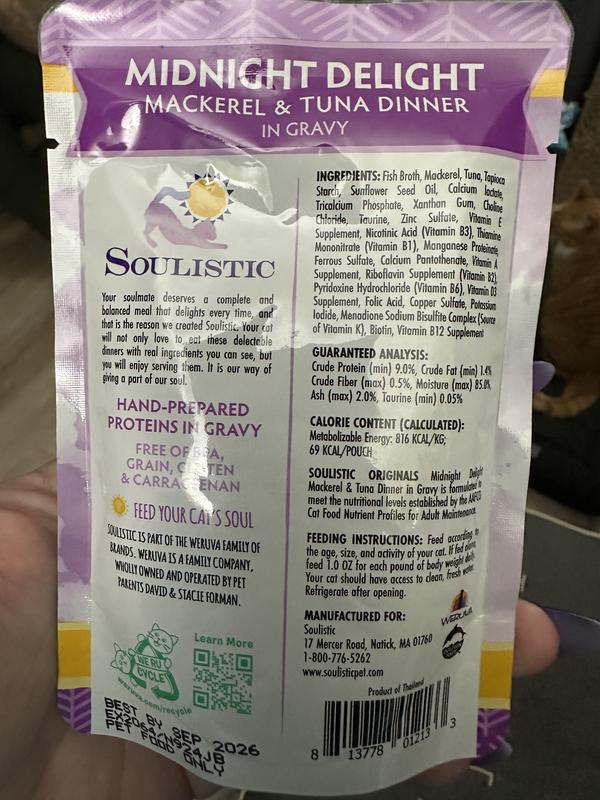 MIDNIGHT DELIGHT
MACKEREL & TUNA DINNER
IN GRAVY
SOULISTIC
Your soulmate deserves a complete and
balanced meal that delights every time, and
that is the reason we created Soulistic. Your cat
will not only love to eat these delectable
dinners with real ingredients you can see, but
you will enjoy serving them. It is our way of
giving a part of our soul.
HAND-PREPARED
PROTEINS IN GRAVY
FREE OF BPA,
GRAIN, GLUTEN
& CARRAGEENAN
FEED YOUR CAT'S SOUL
SOULISTIC IS PART OF THE WERUVA FAMILY OF
BRANDS. WERUVA IS A FAMILY COMPANY,
WHOLLY OWNED AND OPERATED BY PET
PARENTS DAVID & STACIE FORMAN.
WE RU
CYCLE
weruva.com/recycle
Learn More
BEST BY SEP 2026
PET FOOD ONLY
INGREDIENTS: Fish Broth, Mackerel, Tuna, Tapioca
Starch, Sunflower Seed Oil, Calcium lactate,
Tricalcium Phosphate, Xanthan Gum, Choline
Chloride, Taurine, Zinc Sulfate, Vitamin E
Supplement, Nicotinic Acid (Vitamin B3), Thiamine
Mononitrate (Vitamin B1), Manganese Proteinate,
Ferrous Sulfate, Calcium Pantothenate, Vitamin A
Supplement, Riboflavin Supplement (Vitamin B2),
Pyridoxine Hydrochloride (Vitamin B6), Vitamin D3
Supplement, Folic Acid, Copper Sulfate, Potassium
Iodide, Menadione Sodium Bisulfite Complex (Source
of Vitamin K), Biotin, Vitamin B12 Supplement
GUARANTEED ANALYSIS:
Crude Protein (min) 9.0%, Crude Fat (min) 1.4%
Crude Fiber (max) 0.5%, Moisture (max) 85.0%
Ash (max) 2.0%, Taurine (min) 0.05%
CALORIE CONTENT (CALCULATED):
Metabolizable Energy: 816 KCAL/KG;
69 KCAL/POUCH
SOULISTIC ORIGINALS Midnight Delight
Mackerel & Tuna Dinner in Gravy is formulated to
meet the nutritional levels established by the AAFCO
Cat Food Nutrient Profiles for Adult Maintenance.
FEEDING INSTRUCTIONS: Feed according to
the age, size, and activity of your cat. If fed alone,
feed 1.0 OZ for each pound of body weight daily.
Your cat should have access to clean, fresh water.
Refrigerate after opening.
MANUFACTURED FOR:
Soulistic
17 Mercer Road, Natick, MA 01760
1-800-776-5262
www.soulisticpet.com
WERUVA
Product of Thailand
8 13778 01213 3